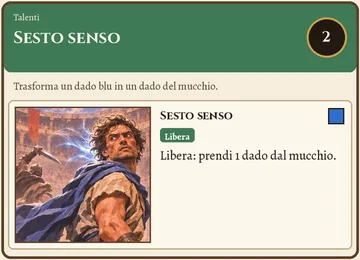 Talenti
Sesto senso
2
Trasforma un dado blu in un dado del mucchio.
Sesto senso
Libera
Libera: prendi 1 dado dal mucchio.